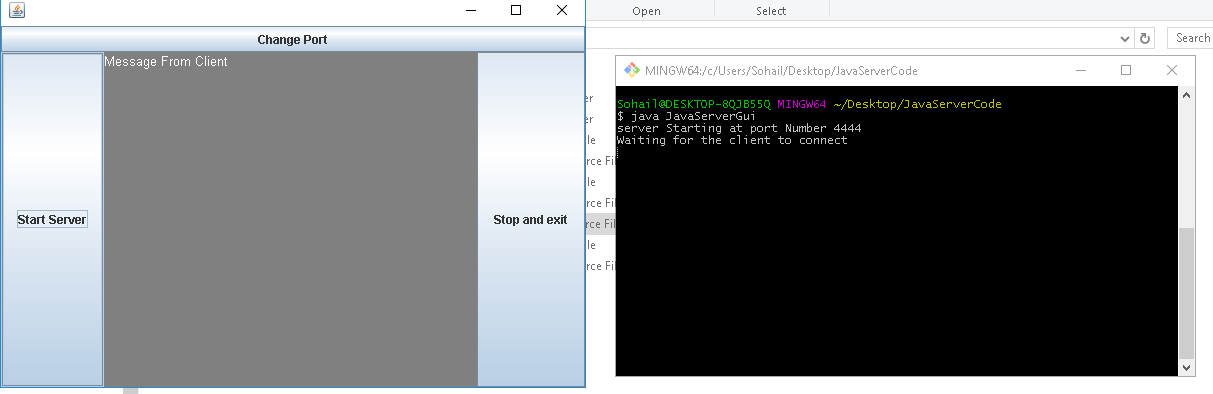 Open
Select
Change Port
Search
Message From Client
MINGW64:/c/Users/Sohail/Desktop/JavaServerCode
Sohail@DESKTOP-8QJB55Q MINGW64 ~/Desktop/JavaServerCode
$ java JavaServerGui
server Starting at port Number 4444
Waiting for the client to connect
Start Server
Stop and exit
er
er
le
rce Fi
le
rce Fi
rce Fil
le
rce Fi